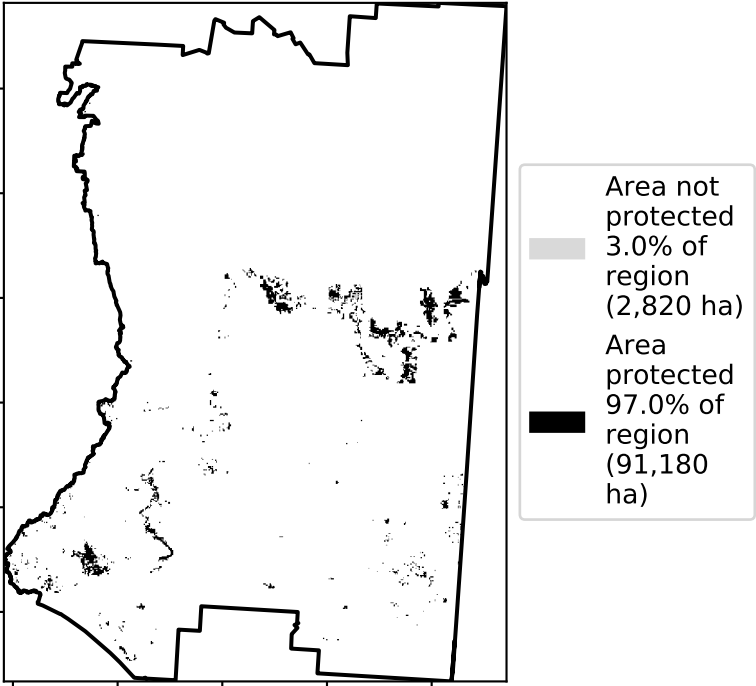 Area not
protected
3.0% of
region
(2,820 ha)
Area
protected
97.0% of
region
(91,180
ha)